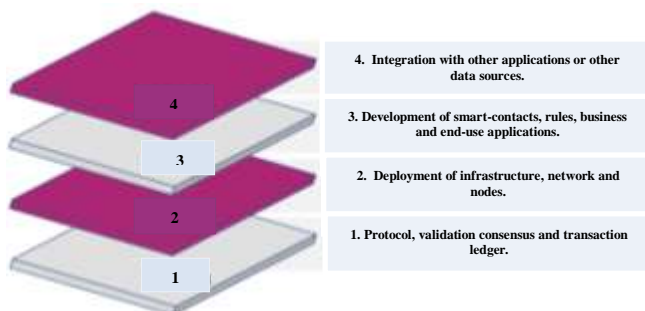 4
4. Integration with other applications or other
data sources.
3
3. Development of smart-contacts, rules, business
and end-use applications.
2
2. Deployment of infrastructure, network and
nodes.
1
1. Protocol, validation consensus and transaction
ledger.